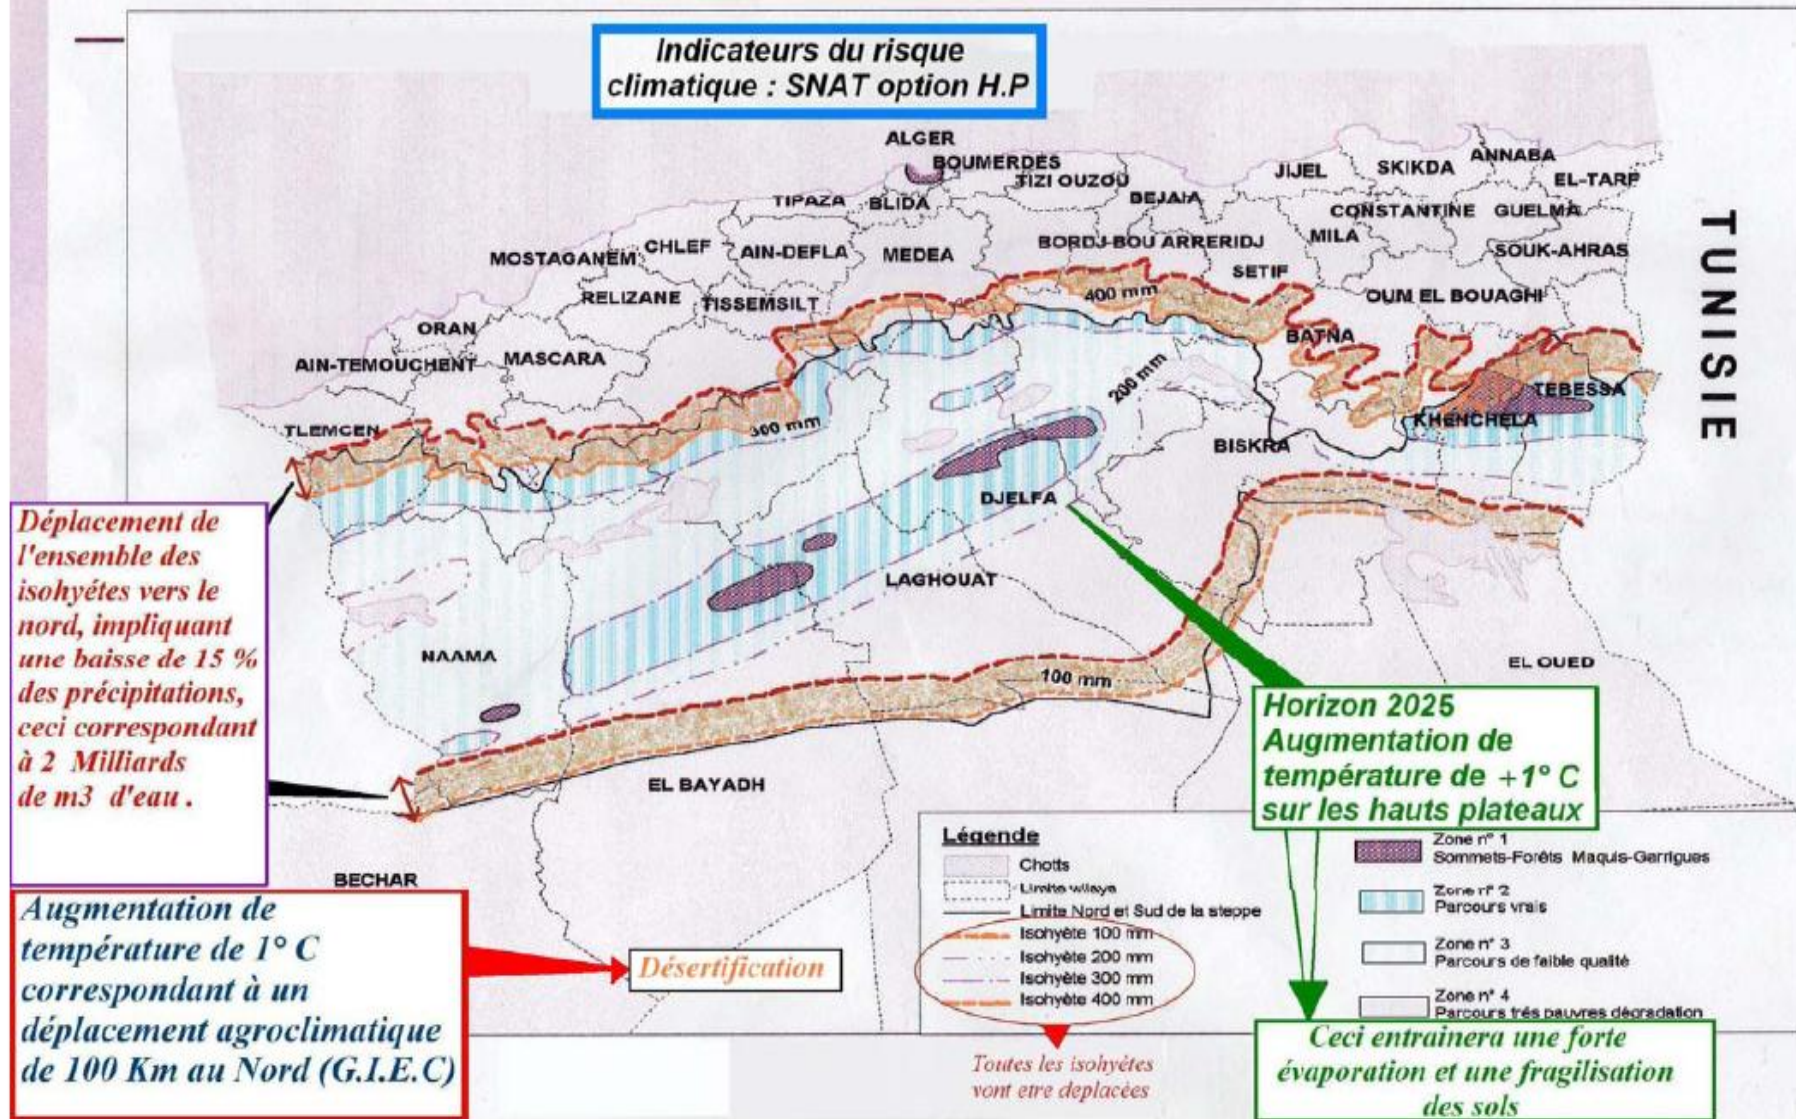 Indicateurs du risque
climatique : SNAT option H.P
ALGER
BOUMERDES
TIZI OUZOU
JIJEL
SKIKDA
ANNABA
EL-TARF
TIPAZA
BLIDA
BEJAIA
CONSTANTINE
GUELMA
MOSTAGANEM
CHLEF
AIN-DEFLA
MEDEA
BORDJ-BOU ARRERIDJ
MILA
SOUK-AHRAS
SETIF
RELIZANE
TISSEMSILT
400 mm
OUM EL BOUAGHI
ORAN
BATNA
AIN-TEMOUCHENT
MASCARA
TUNISIE
200 mm
TEBESSA
TLEMCEN
300 mm
KHENCHELA
BISKRA
DJELFA
LAGHOUAT
NAAMA
100 mm
EL OUED
EL BAYADH
BECHAR
Déplacement de
l'ensemble des
isohyétes vers le
nord, impliquant
une baisse de 15 %
des précipitations,
ceci correspondant
à 2 Milliards
de m3 d'eau .
Horizon 2025
Augmentation de
température de +1° C
sur les hauts plateaux
Augmentation de
température de 1° C
correspondant à un
déplacement agroclimatique
de 100 Km au Nord (G.I.E.C)
Désertification
Légende
Chotts
Limite wilaya
Limite Nord et Sud de la steppe
Isohyète 100 mm
Isohyète 200 mm
Isohyète 300 mm
Isohyète 400 mm
Zone n° 1
Sommets-Forêts Maquis-Garrigues
Zone n° 2
Parcours vrais
Zone n° 3
Parcours de faible qualité
Zone n° 4
Parcours trés pauvres dégradation
Toutes les isohyétes
vont etre deplacées
Ceci entrainera une forte
évaporation et une fragilisation
des sols